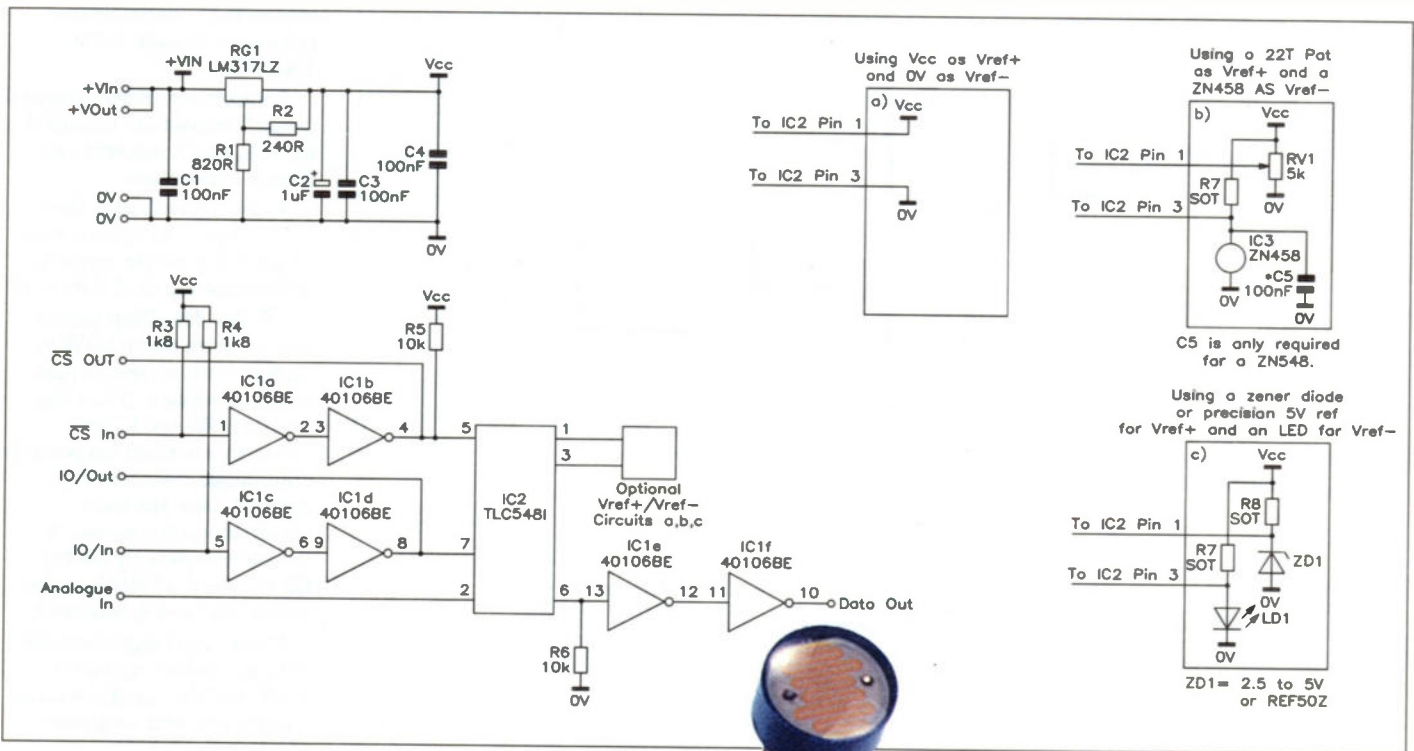 +VIN
RG1
LM317LZ
Vcc
+VIn
+VOut
R2
240R
R1
820R
C1
100nF
C2
1uF
+
C3
100nF
C4
100nF
0V
0V
0V
Vcc
R3
1k8
R4
1k8
Vcc
R5
10k
CS OUT
IC1a
40106BE
IC1b
40106BE
CS In
1
2
3
4
5
IO/Out
IC1c
40106BE
IC1d
40106BE
IO/In
5
6
9
8
7
Analogue
In
2
IC2
TLC548I
1
3
Optional
Vref+/Vref-
Circuits a,b,c
6
13
IC1e
40106BE
12
11
IC1f
40106BE
10
Data Out
R6
10k
0V
Using Vcc as Vref+
and 0V as Vref-
a)
Vcc
To IC2 Pin 1
To IC2 Pin 3
0V
Using a 22T Pot
as Vref+ and a
ZN458 AS Vref-
b)
Vcc
To IC2 Pin 1
RV1
5k
R7
SOT
0V
To IC2 Pin 3
IC3
ZN458
*C5
100nF
0V
0V
C5 is only required
for a ZN548.
Using a zener diode
or precision 5V ref
for Vref+ and an LED for Vref-
c)
Vcc
R8
SOT
To IC2 Pin 1
R7
SOT
ZD1
To IC2 Pin 3
0V
LD1
0V
ZD1= 2.5 to 5V
or REF50Z